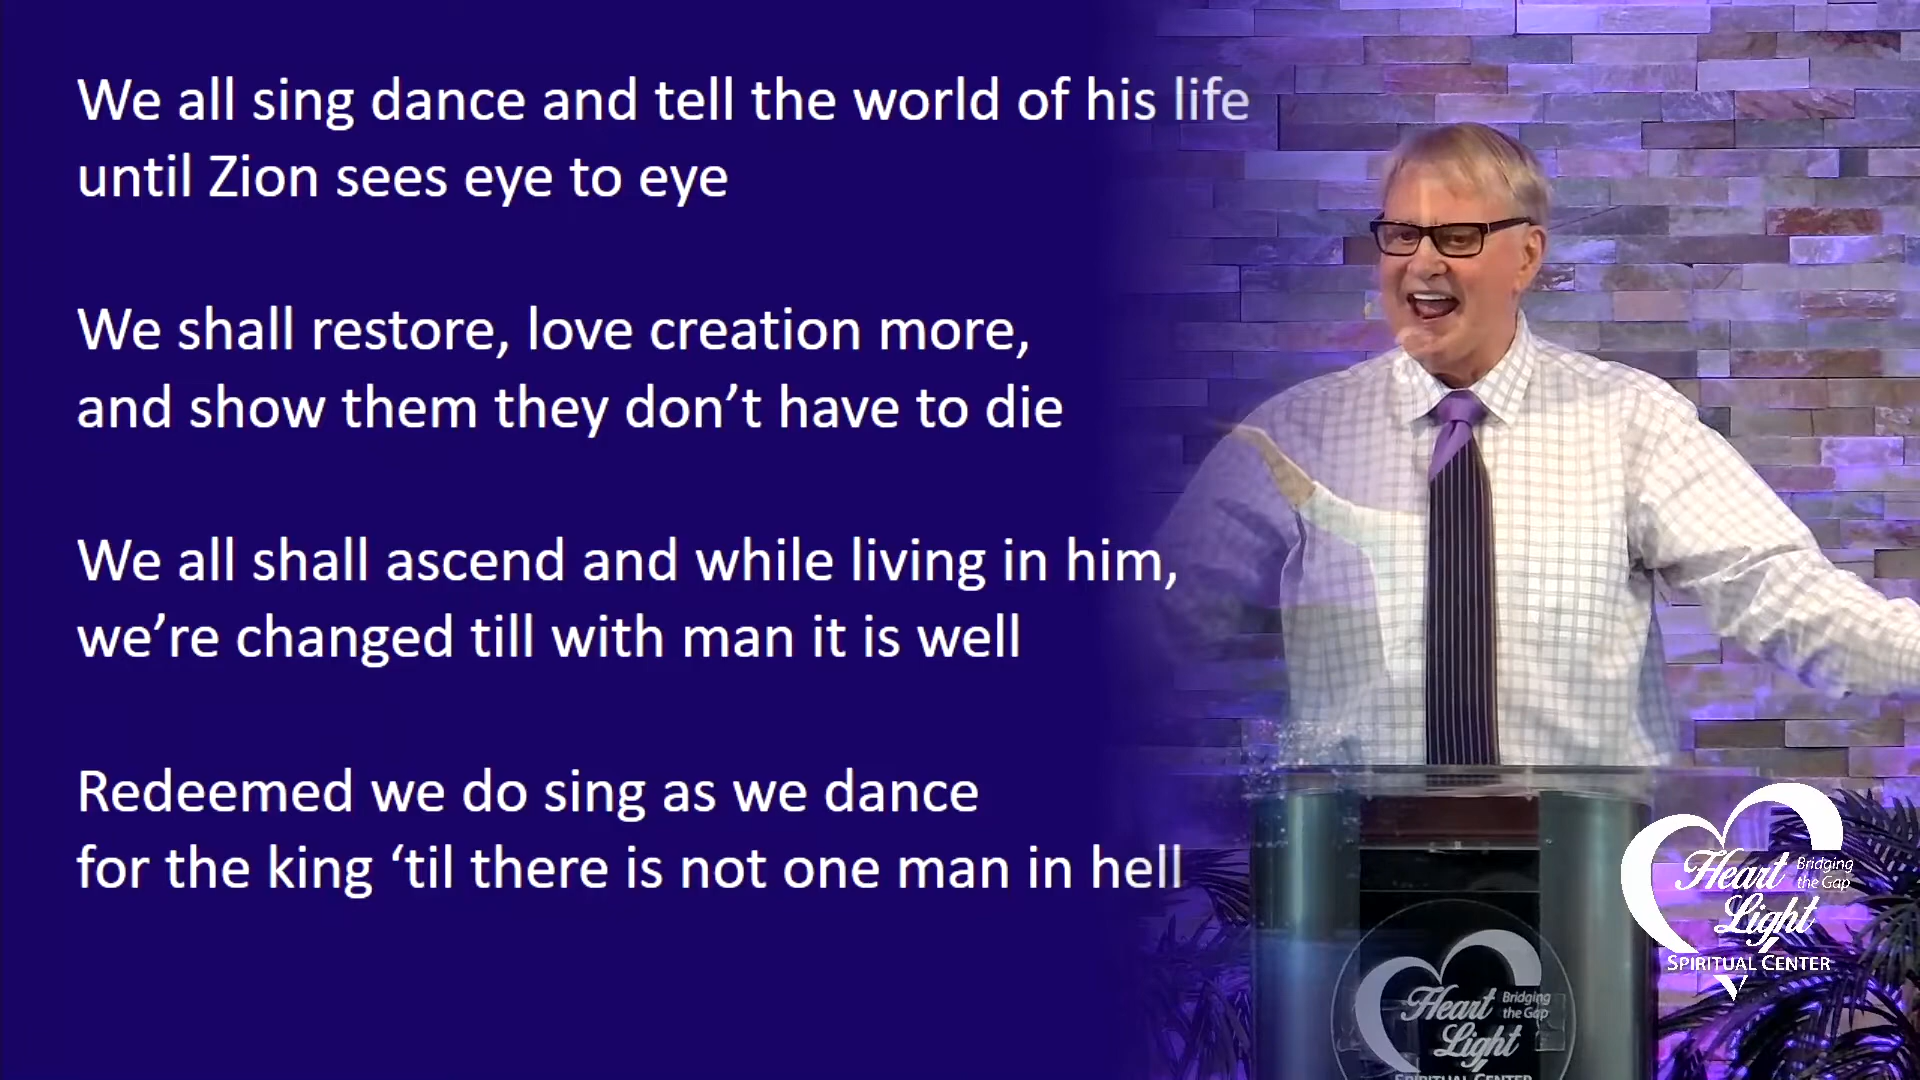 We all sing dance and tell the world of his life
until Zion sees eye to eye
We shall restore, love creation more,
and show them they don’t have to die
We all shall ascend and while living in him,
we’re changed till with man it is well
Redeemed we do sing as we dance
for the king ‘til there is not one man in hell
Heart Bridging
the Gap
Light
SPIRITUAL CENTER
Heart Bridging
the Gap
Light
SPIRITUAL CENTER